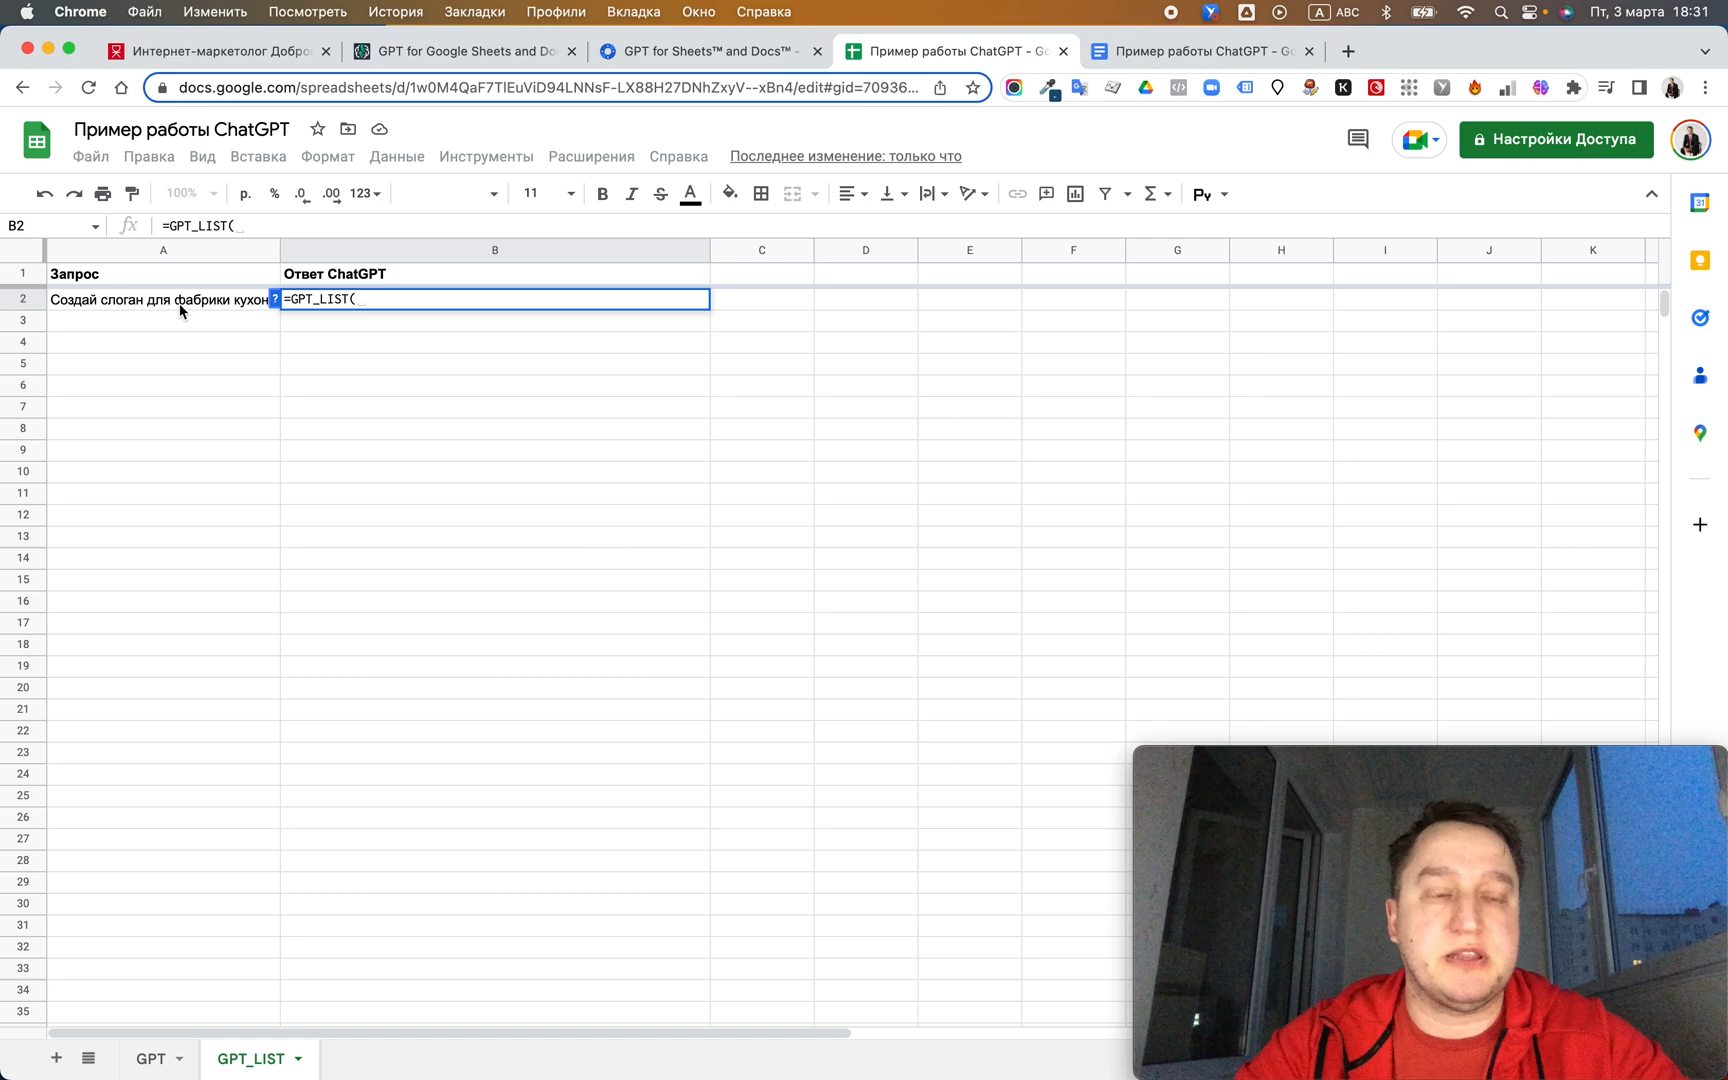 Chrome Файл Изменить Посмотреть История Закладки Профили Вкладка Окно Справка A ABC Пт, 3 марта 18:31
Интернет-маркетолог Добро GPT for Google Sheets and Do GPT for Sheets™ and Docs™ - Пример работы ChatGPT - Go Пример работы ChatGPT - Go
docs.google.com/spreadsheets/d/1w0M4QaF7TlEuViD94LNNsF-LX88H27DNhZxyV--xBn4/edit#gid=70936...
Пример работы ChatGPT
Настройки Доступа
Файл Правка Вид Вставка Формат Данные Инструменты Расширения Справка Последнее изменение: только что
100% р. % .0 .00 123 11 B I S A Σ Ру
31
B2 fx =GPT_LIST(
A B C D E F G H I J K
1 Запрос Ответ ChatGPT
2 Создай слоган для фабрики кухон ? =GPT_LIST(
3
4
5
6
7
8
9
10
11
12
13
14
15
16
17
18
19
20
21
22
23
24
25
26
27
28
29
30
31
32
33
34
35
+ GPT GPT_LIST